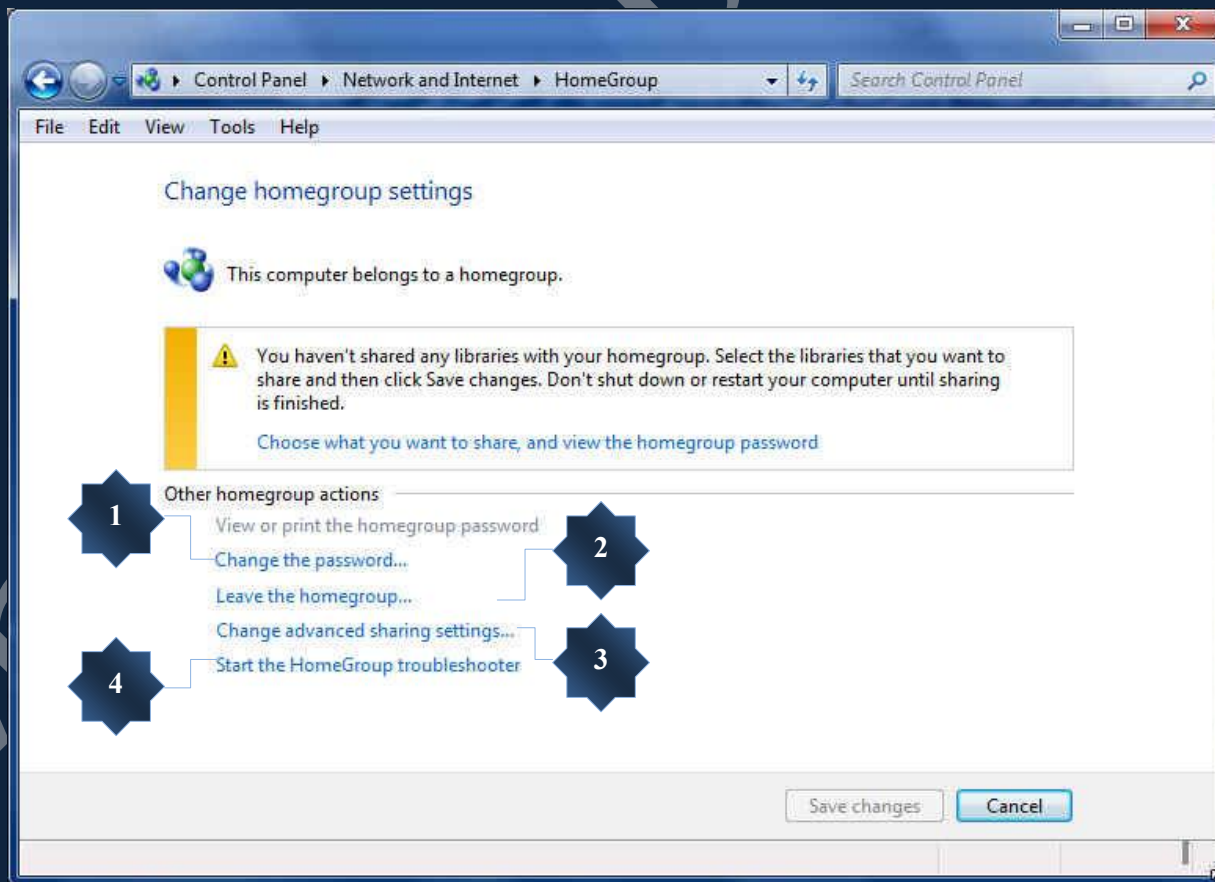 Control Panel Network and Internet HomeGroup
Search Control Panel
File Edit View Tools Help
Change homegroup settings
This computer belongs to a homegroup.
You haven't shared any libraries with your homegroup. Select the libraries that you want to
share and then click Save changes. Don't shut down or restart your computer until sharing
is finished.
Choose what you want to share, and view the homegroup password
Other homegroup actions
1
View or print the homegroup password
2
Change the password...
Leave the homegroup...
Change advanced sharing settings...
3
Start the HomeGroup troubleshooter
4
Save changes Cancel